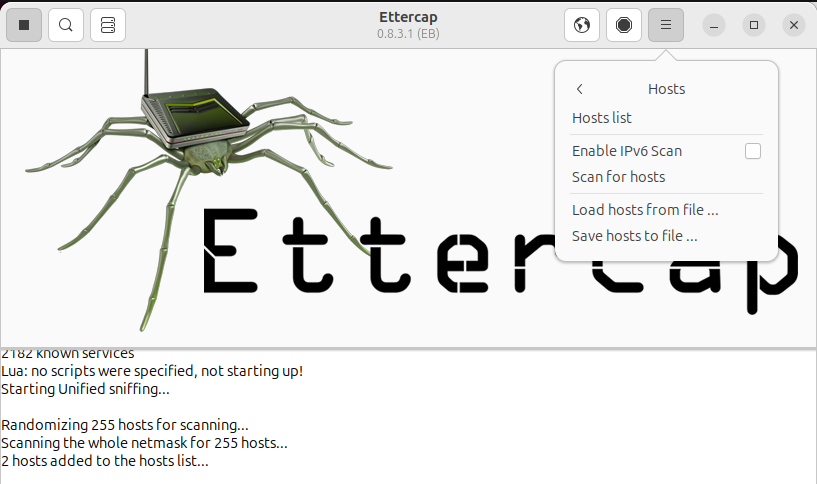 Ettercap
0.8.3.1 (EB)
Hosts
Hosts list
Enable IPv6 Scan
Scan for hosts
Load hosts from file ...
Save hosts to file ...
Ettercap
2182 known services
Lua: no scripts were specified, not starting up!
Starting Unified sniffing...
Randomizing 255 hosts for scanning...
Scanning the whole netmask for 255 hosts...
2 hosts added to the hosts list...